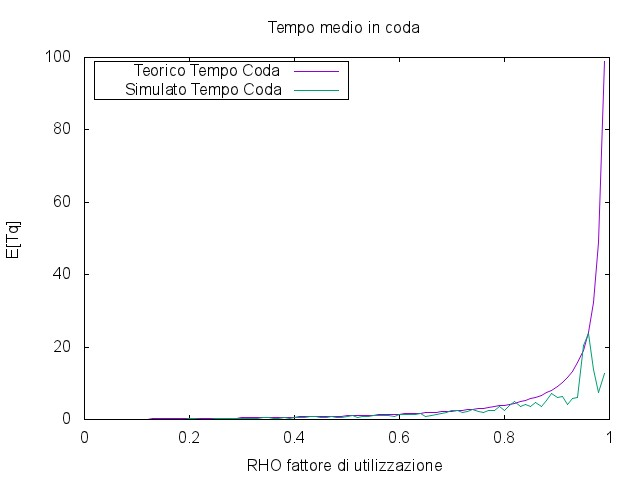 Tempo medio in coda
Teorico Tempo Coda
Simulato Tempo Coda
E[Tq]
100
80
60
40
20
0
0 0.2 0.4 0.6 0.8 1
RHO fattore di utilizzazione